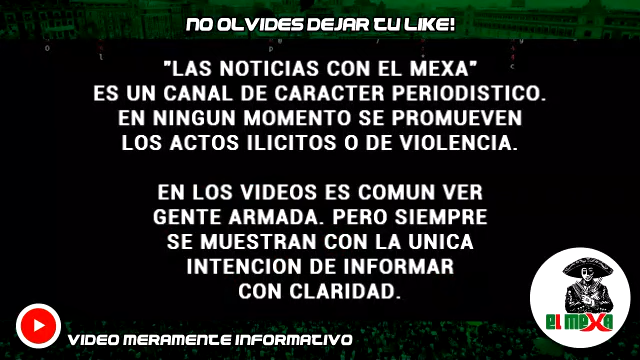 NO OLVIDES DEJAR TU LIKE!
"LAS NOTICIAS CON EL MEXA"
ES UN CANAL DE CARACTER PERIODISTICO.
EN NINGUN MOMENTO SE PROMUEVEN
LOS ACTOS ILICITOS O DE VIOLENCIA.
EN LOS VIDEOS ES COMUN VER
GENTE ARMADA. PERO SIEMPRE
SE MUESTRAN CON LA UNICA
INTENCION DE INFORMAR
CON CLARIDAD.
EL MEXA
VIDEO MERAMENTE INFORMATIVO